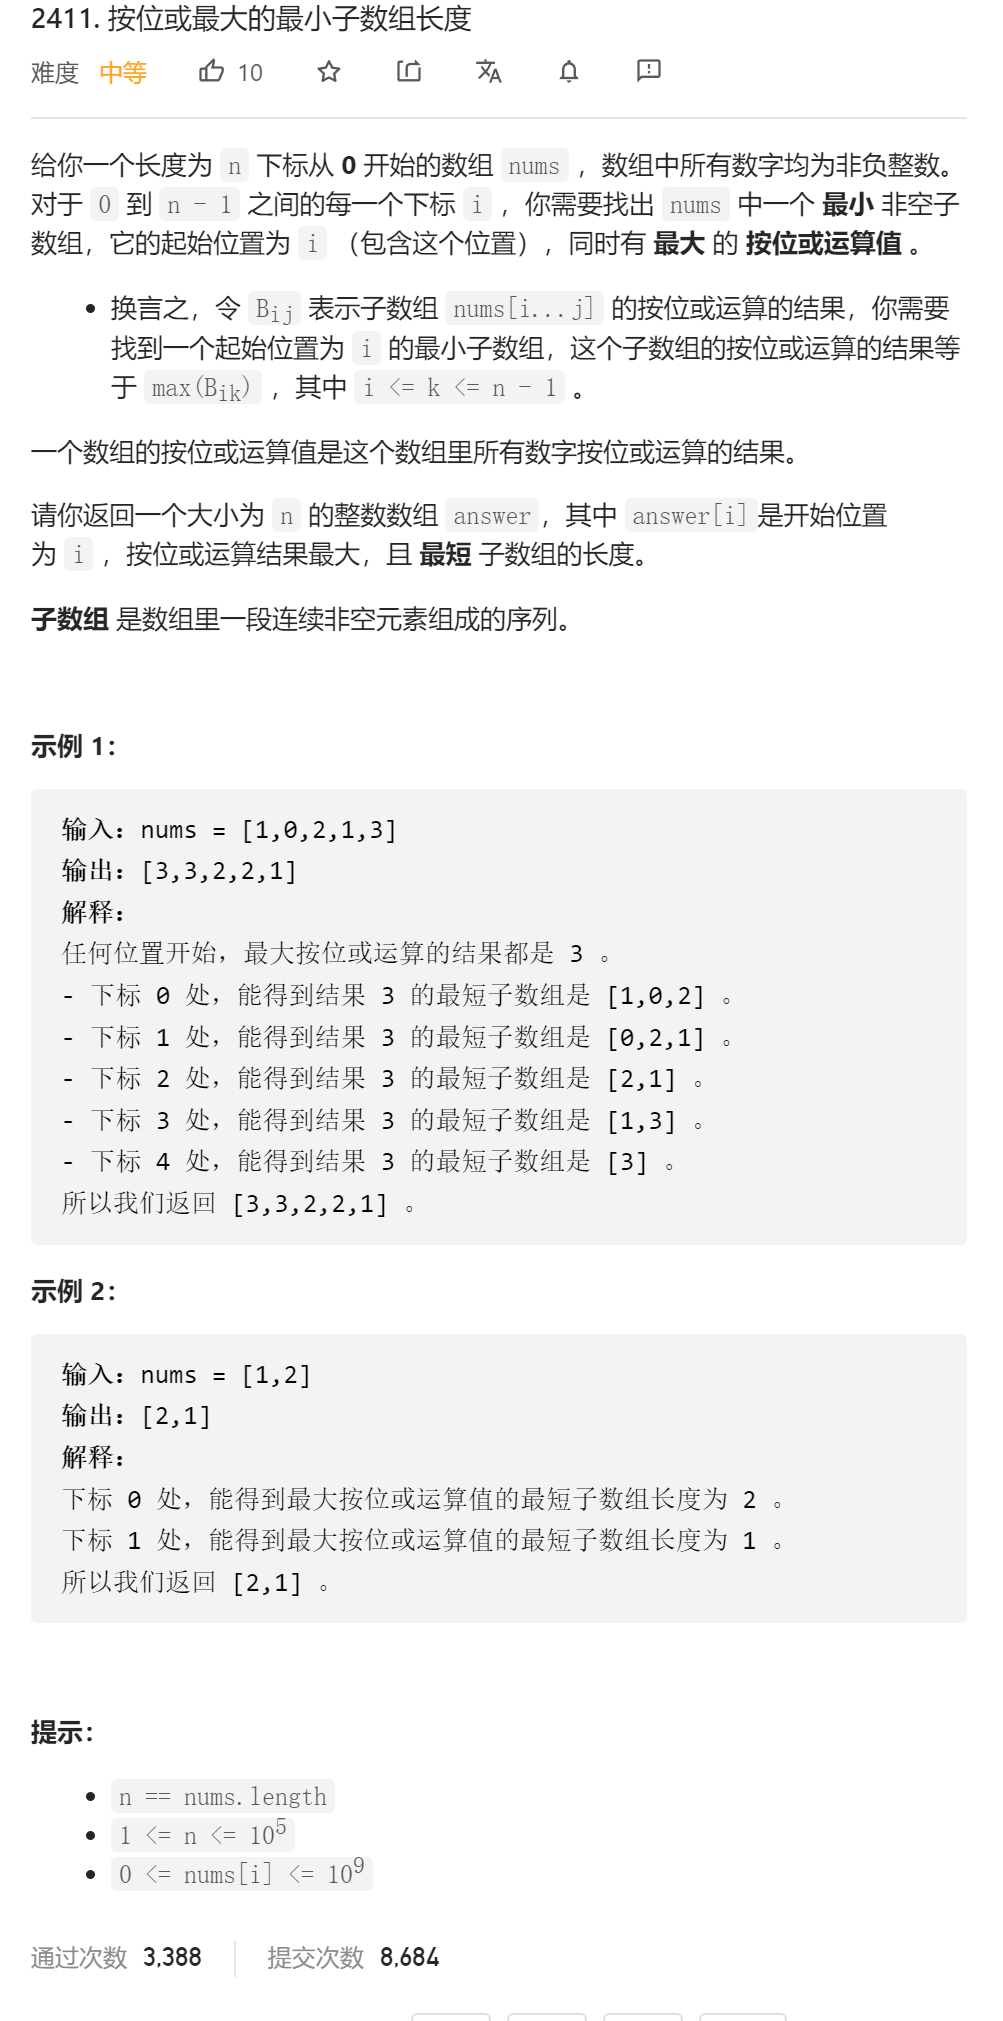 2411. 按位或最大的最小子数组长度
难度 中等 10
给你一个长度为 n 下标从 0 开始的数组 nums ，数组中所有数字均为非负整数。
对于 0 到 n - 1 之间的每一个下标 i ，你需要找出 nums 中一个 最小 非空子
数组，它的起始位置为 i （包含这个位置），同时有 最大 的 按位或运算值 。
• 换言之，令 Bij 表示子数组 nums[i...j] 的按位或运算的结果，你需要
找到一个起始位置为 i 的最小子数组，这个子数组的按位或运算的结果等
于 max(Bik) ，其中 i <= k <= n - 1 。
一个数组的按位或运算值是这个数组里所有数字按位或运算的结果。
请你返回一个大小为 n 的整数数组 answer，其中 answer[i]是开始位置
为 i ，按位或运算结果最大，且 最短 子数组的长度。
子数组 是数组里一段连续非空元素组成的序列。
示例 1：
输入：nums = [1,0,2,1,3]
输出：[3,3,2,2,1]
解释：
任何位置开始，最大按位或运算的结果都是 3 。
- 下标 0 处，能得到结果 3 的最短子数组是 [1,0,2] 。
- 下标 1 处，能得到结果 3 的最短子数组是 [0,2,1] 。
- 下标 2 处，能得到结果 3 的最短子数组是 [2,1] 。
- 下标 3 处，能得到结果 3 的最短子数组是 [1,3] 。
- 下标 4 处，能得到结果 3 的最短子数组是 [3] 。
所以我们返回 [3,3,2,2,1] 。
示例 2：
输入：nums = [1,2]
输出：[2,1]
解释：
下标 0 处，能得到最大按位或运算值的最短子数组长度为 2 。
下标 1 处，能得到最大按位或运算值的最短子数组长度为 1 。
所以我们返回 [2,1] 。
提示：
• n == nums.length
• 1 <= n <= 10⁵
• 0 <= nums[i] <= 10⁹
通过次数 3,388 提交次数 8,684